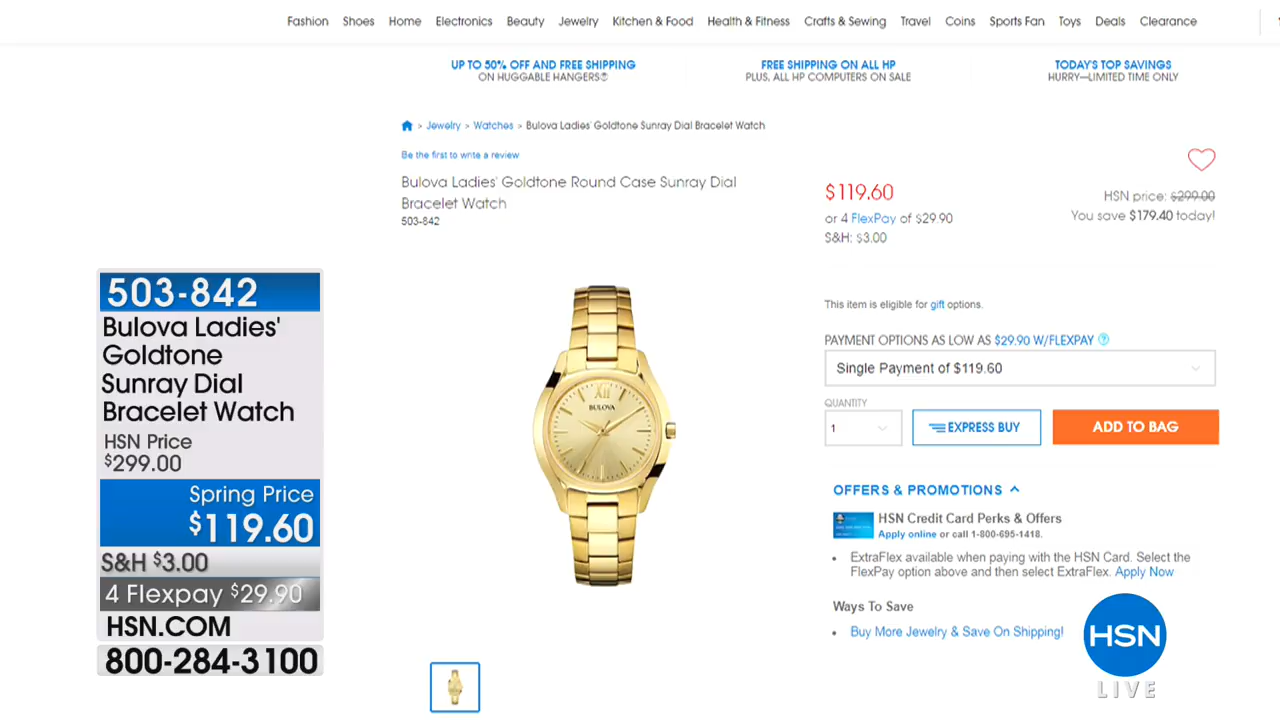 Fashion Shoes Home Electronics Beauty Jewelry Kitchen & Food Health & Fitness Crafts & Sewing Travel Coins Sports Fan Toys Deals Clearance
UP TO 50% OFF AND FREE SHIPPING
ON HUGGABLE HANGERS®
FREE SHIPPING ON ALL HP
PLUS, ALL HP COMPUTERS ON SALE
TODAY'S TOP SAVINGS
HURRY—LIMITED TIME ONLY
> Jewelry > Watches > Bulova Ladies' Goldtone Sunray Dial Bracelet Watch
Be the first to write a review
Bulova Ladies' Goldtone Round Case Sunray Dial
Bracelet Watch
503-842
$119.60
or 4 FlexPay of $29.90
S&H: $3.00
HSN price: $299.00
You save $179.40 today!
This item is eligible for gift options.
PAYMENT OPTIONS AS LOW AS $29.90 W/FLEXPAY ?
Single Payment of $119.60
QUANTITY
1
EXPRESS BUY
ADD TO BAG
OFFERS & PROMOTIONS
HSN Credit Card Perks & Offers
Apply online or call 1-800-695-1418.
• ExtraFlex available when paying with the HSN Card. Select the
FlexPay option above and then select ExtraFlex. Apply Now
Ways To Save
• Buy More Jewelry & Save On Shipping!
503-842
Bulova Ladies'
Goldtone
Sunray Dial
Bracelet Watch
HSN Price
$299.00
Spring Price
$119.60
S&H $3.00
4 Flexpay $29.90
HSN.COM
800-284-3100
XII
BULOVA
HSN
LIVE